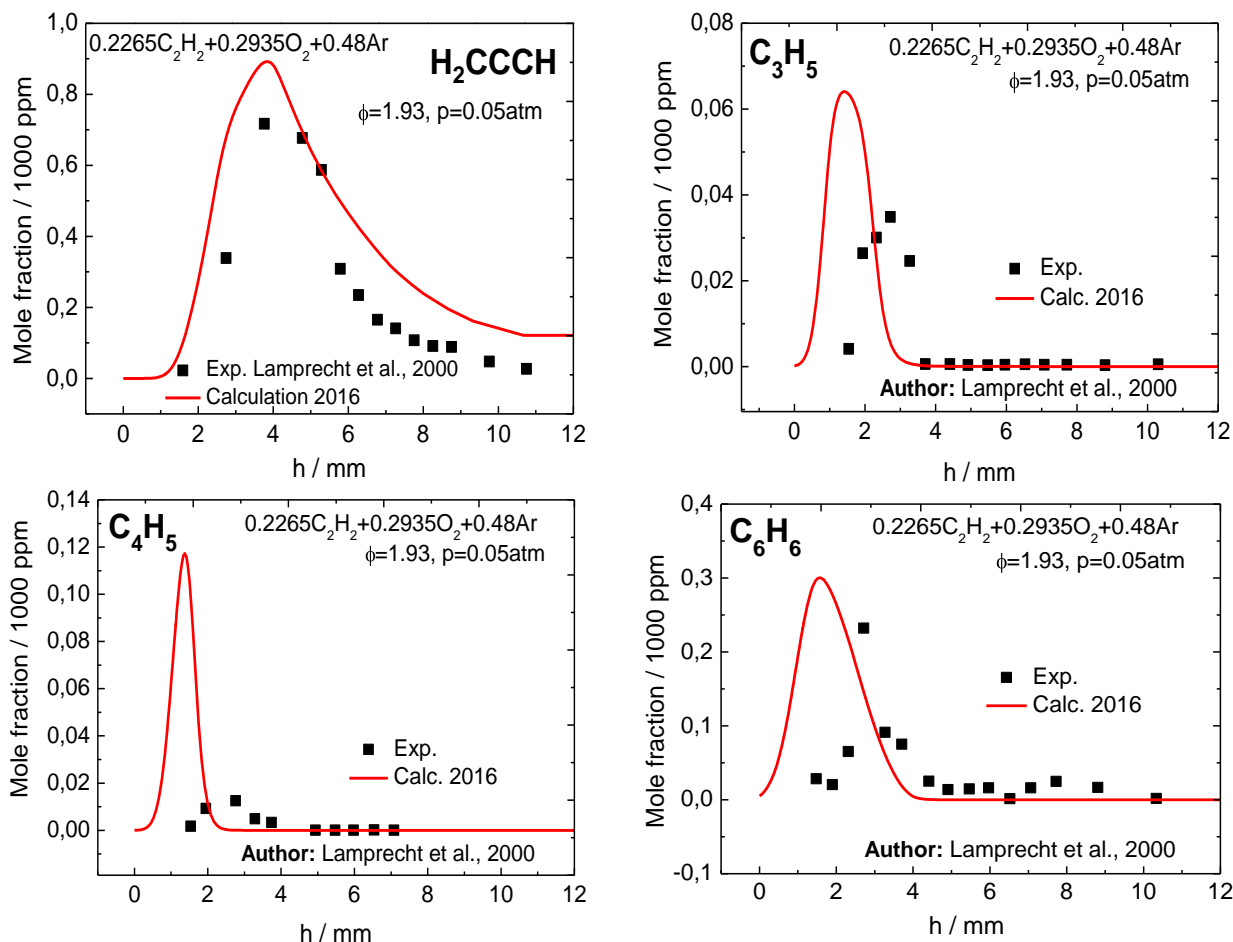 0.2265C₂H₂+0.2935O₂+0.48Ar
H₂CCCH
ϕ=1.93, p=0.05atm
Mole fraction / 1000 ppm
1,0
0,8
0,6
0,4
0,2
0,0
Exp. Lamprecht et al., 2000
Calculation 2016
0 2 4 6 8 10 12
h / mm
0.2265C₂H₂+0.2935O₂+0.48Ar
C₃H₅
ϕ=1.93, p=0.05atm
Mole fraction / 1000 ppm
0,08
0,06
0,04
0,02
0,00
Exp.
Calc. 2016
Author: Lamprecht et al., 2000
0 2 4 6 8 10 12
h / mm
0.2265C₂H₂+0.2935O₂+0.48Ar
C₄H₅
ϕ=1.93, p=0.05atm
Mole fraction / 1000 ppm
0,14
0,12
0,10
0,08
0,06
0,04
0,02
0,00
Exp.
Calc. 2016
Author: Lamprecht et al., 2000
0 2 4 6 8 10 12
h / mm
0.2265C₂H₂+0.2935O₂+0.48Ar
C₆H₆
ϕ=1.93, p=0.05atm
Mole fraction / 1000 ppm
0,4
0,3
0,2
0,1
0,0
-0,1
Exp.
Calc. 2016
Author: Lamprecht et al., 2000
0 2 4 6 8 10 12
h / mm